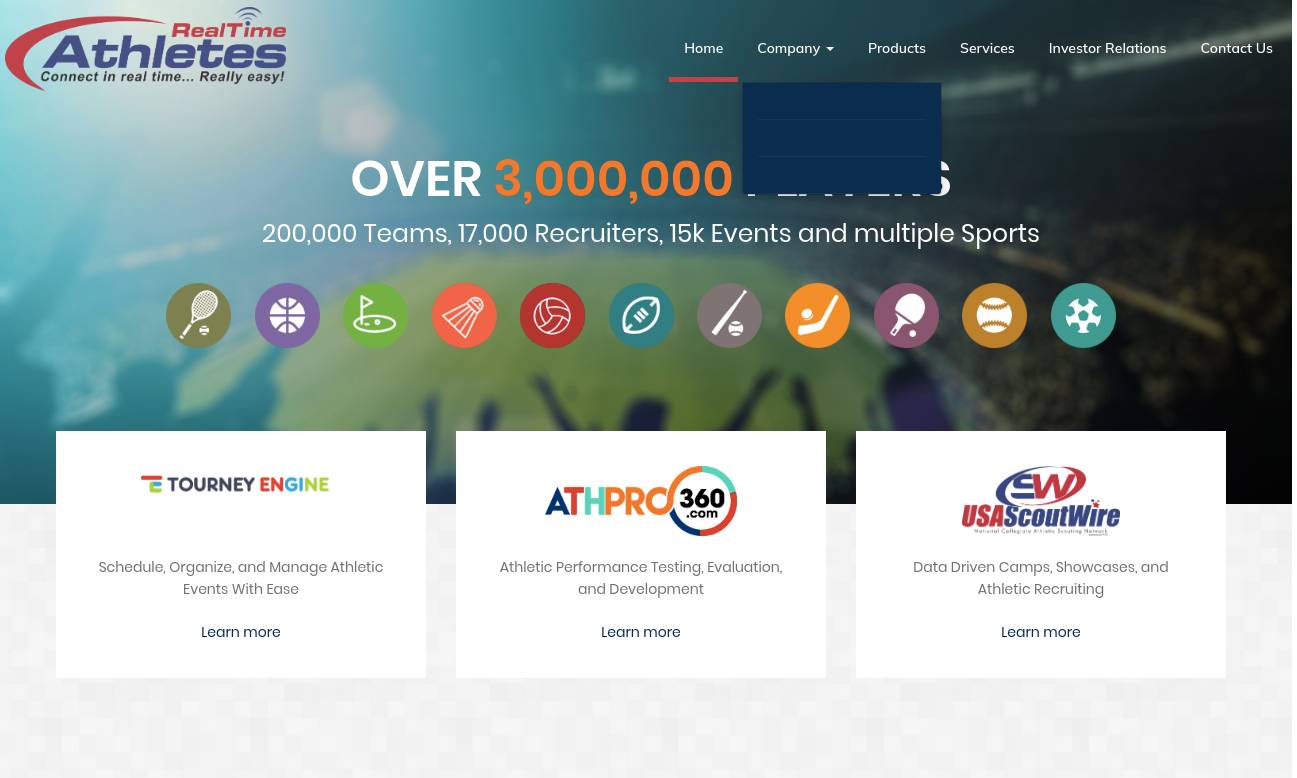 RealTime
Athletes
Connect in real time... Really easy!
Home
Company
Products
Services
Investor Relations
Contact Us
OVER 3,000,000
200,000 Teams, 17,000 Recruiters, 15k Events and multiple Sports
TOURNEY ENGINE
ATHPRO 360
.com
SW
USAScoutWire
National Collegiate Athletic Scouting Network
Schedule, Organize, and Manage Athletic
Events With Ease
Learn more
Athletic Performance Testing, Evaluation,
and Development
Learn more
Data Driven Camps, Showcases, and
Athletic Recruiting
Learn more